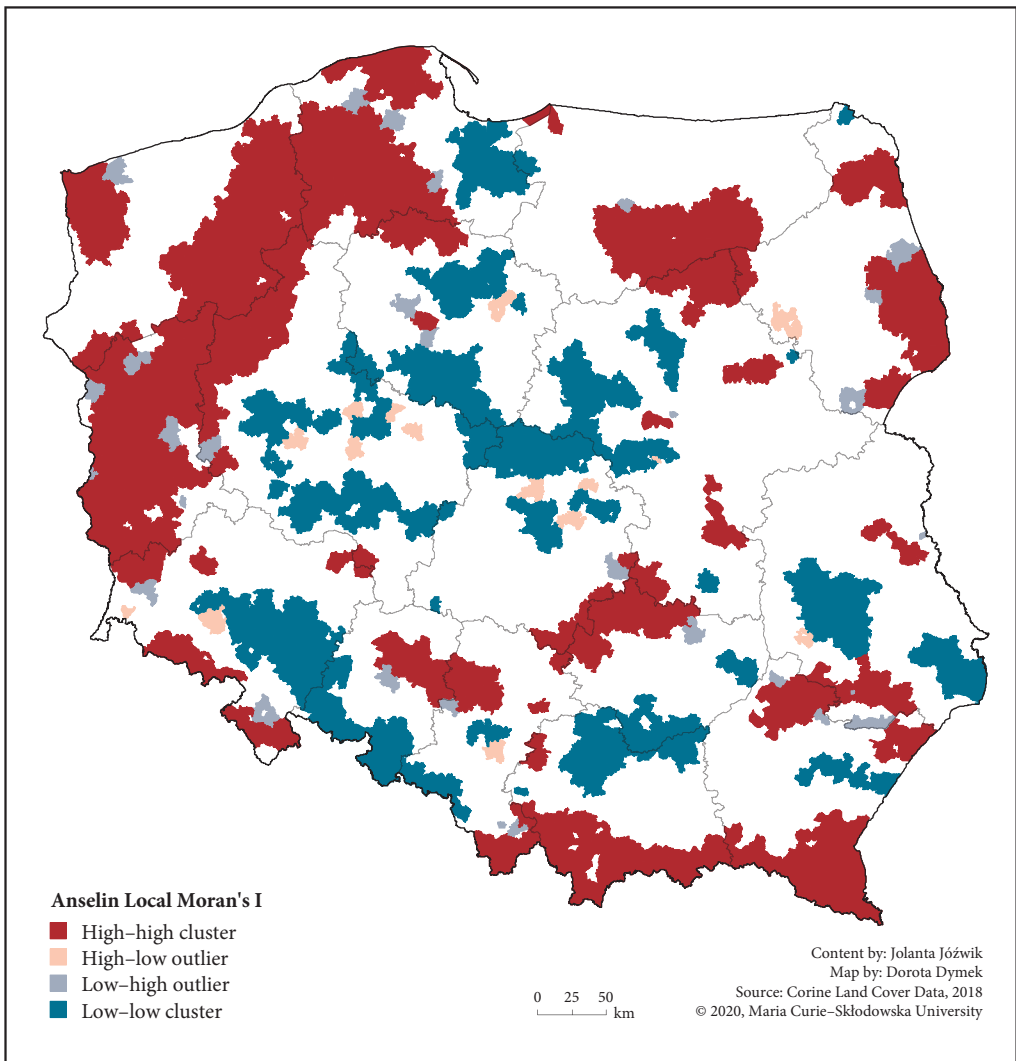 Anselin Local Moran's I
High–high cluster
High–low outlier
Low–high outlier
Low–low cluster
0 25 50
km
Content by: Jolanta Jóźwik
Map by: Dorota Dymek
Source: Corine Land Cover Data, 2018
© 2020, Maria Curie–Skłodowska University